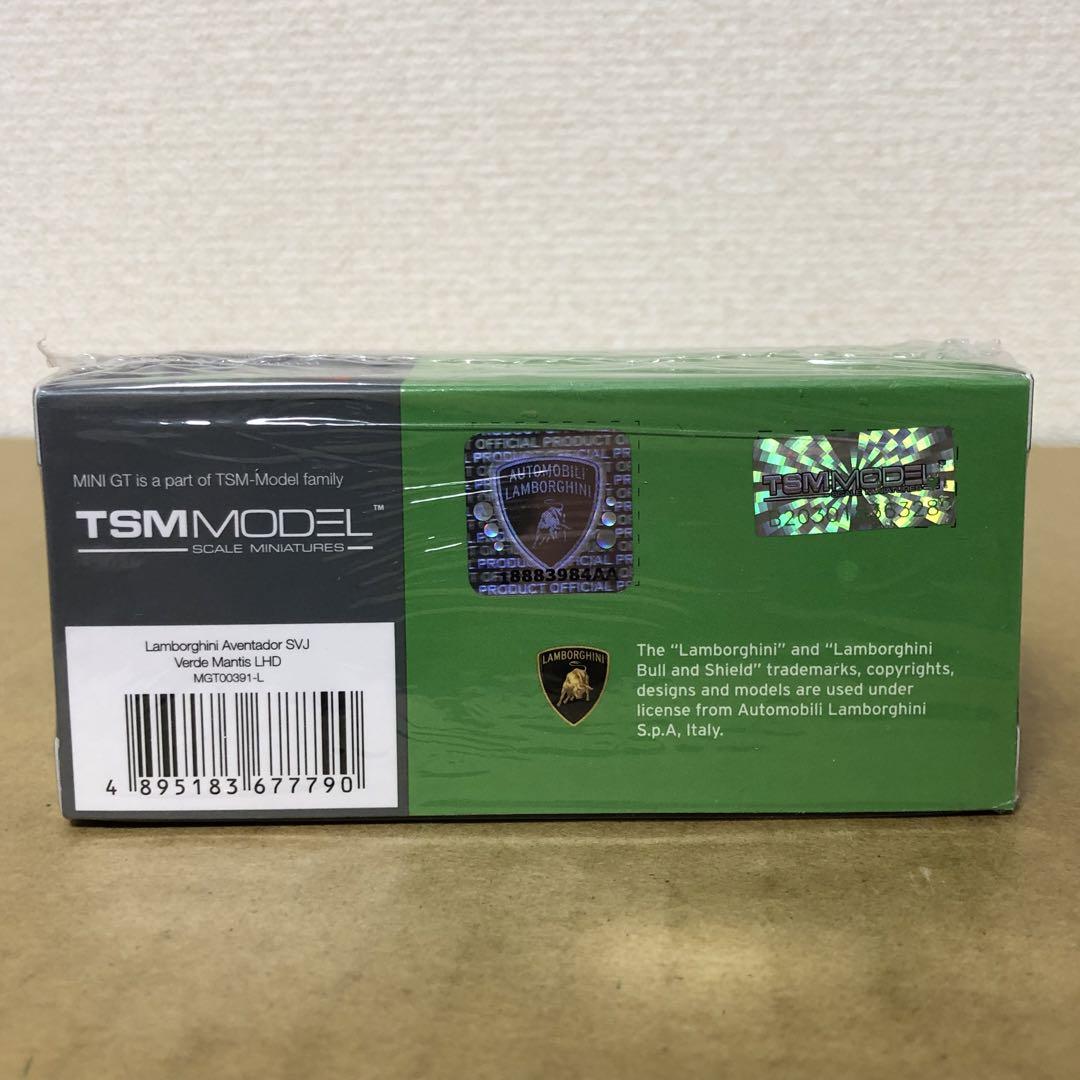 MINI GT is a part of TSM-Model family
TSMMODEL™
SCALE MINIATURES
Lamborghini Aventador SVJ
Verde Mantis LHD
MGT00391-L
4 895183 677790
OFFICIAL PRODUCT
AUTOMOBILI
LAMBORGHINI
18883984AA
PRODUCT OFFICIAL
TSMMODEL
LAMBORGHINI
The "Lamborghini" and "Lamborghini
Bull and Shield" trademarks, copyrights,
designs and models are used under
license from Automobili Lamborghini
S.p.A, Italy.